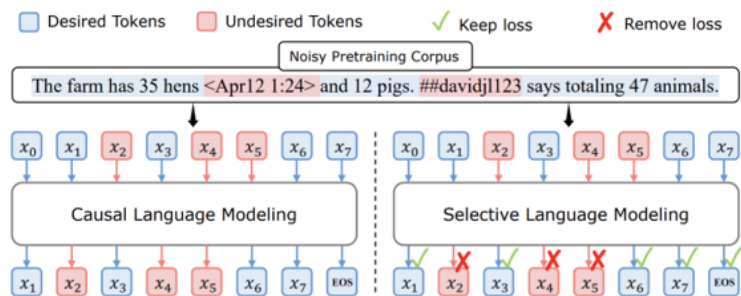 Desired Tokens Undesired Tokens Keep loss Remove loss
Noisy Pretraining Corpus
The farm has 35 hens <Apr12 1:24> and 12 pigs. ##davidjl123 says totaling 47 animals.
x0 x1 x2 x3 x4 x5 x6 x7 x0 x1 x2 x3 x4 x5 x6 x7
Causal Language Modeling Selective Language Modeling
x1 x2 x3 x4 x5 x6 x7 EOS x1 x2 x3 x4 x5 x6 x7 EOS